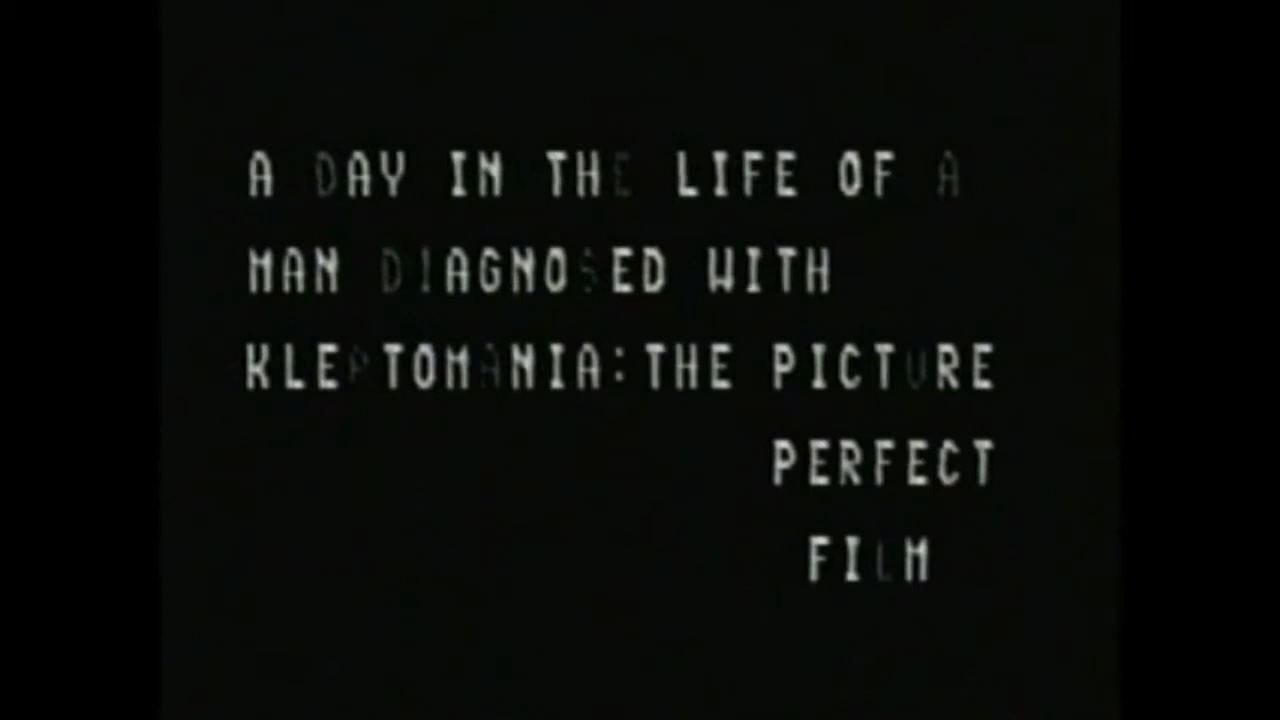 A DAY IN THE LIFE OF A
MAN DIAGNOSED WITH
KLEPTOMANIA:THE PICTURE
PERFECT
FILM